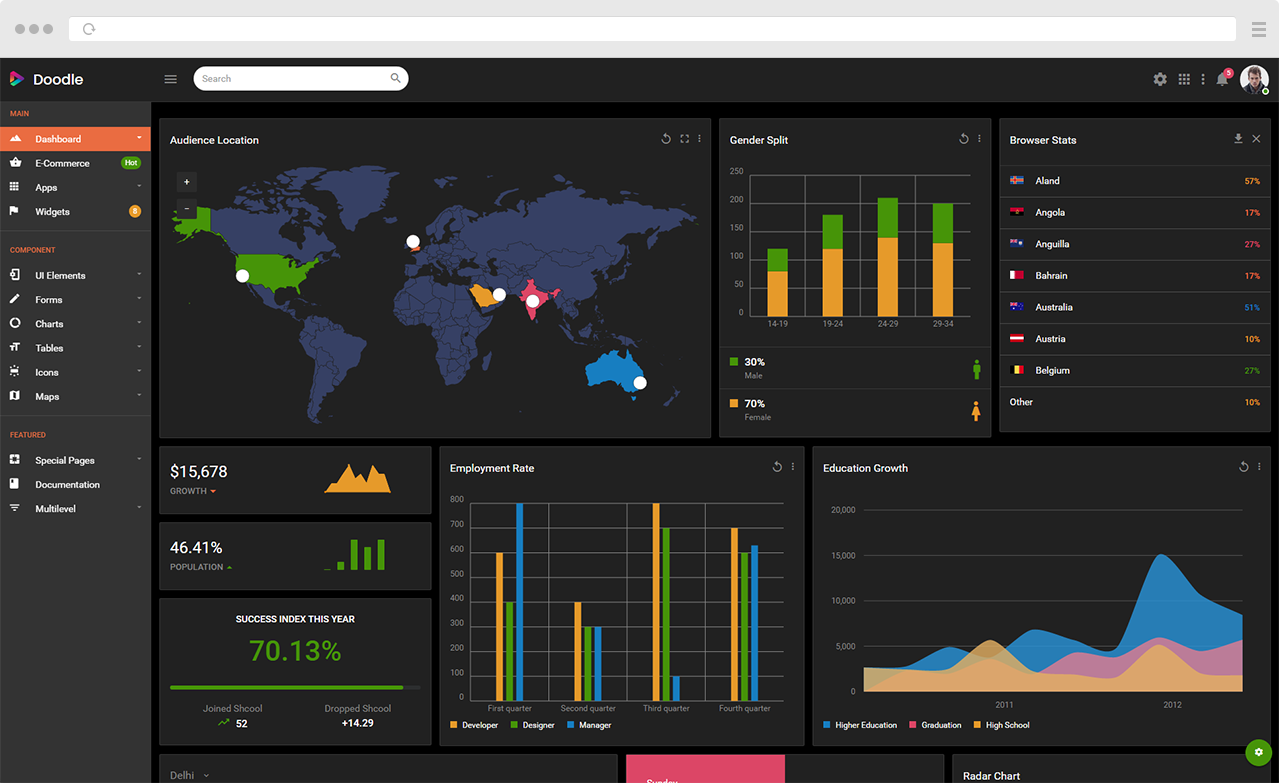 Doodle
Search
5
MAIN
Dashboard
E-Commerce Hot
Apps
Widgets 8
COMPONENT
UI Elements
Forms
Charts
Tables
Icons
Maps
FEATURED
Special Pages
Documentation
Multilevel
Audience Location
+
-
Gender Split
250
200
150
100
50
0
14-19 19-24 24-29 29-34
30%
Male
70%
Female
Browser Stats
Aland 57%
Angola 17%
Anguilla 27%
Bahrain 17%
Australia 51%
Austria 10%
Belgium 27%
Other 10%
$15,678
GROWTH
46.41%
POPULATION
SUCCESS INDEX THIS YEAR
70.13%
Joined Shcool Dropped Shcool
52 +14.29
Employment Rate
800
700
600
500
400
300
200
100
0
First quarter Second quarter Third quarter Fourth quarter
Developer Designer Manager
Education Growth
20,000
15,000
10,000
5,000
0
2011 2012
Higher Education Graduation High School
Delhi
Sunday
Radar Chart